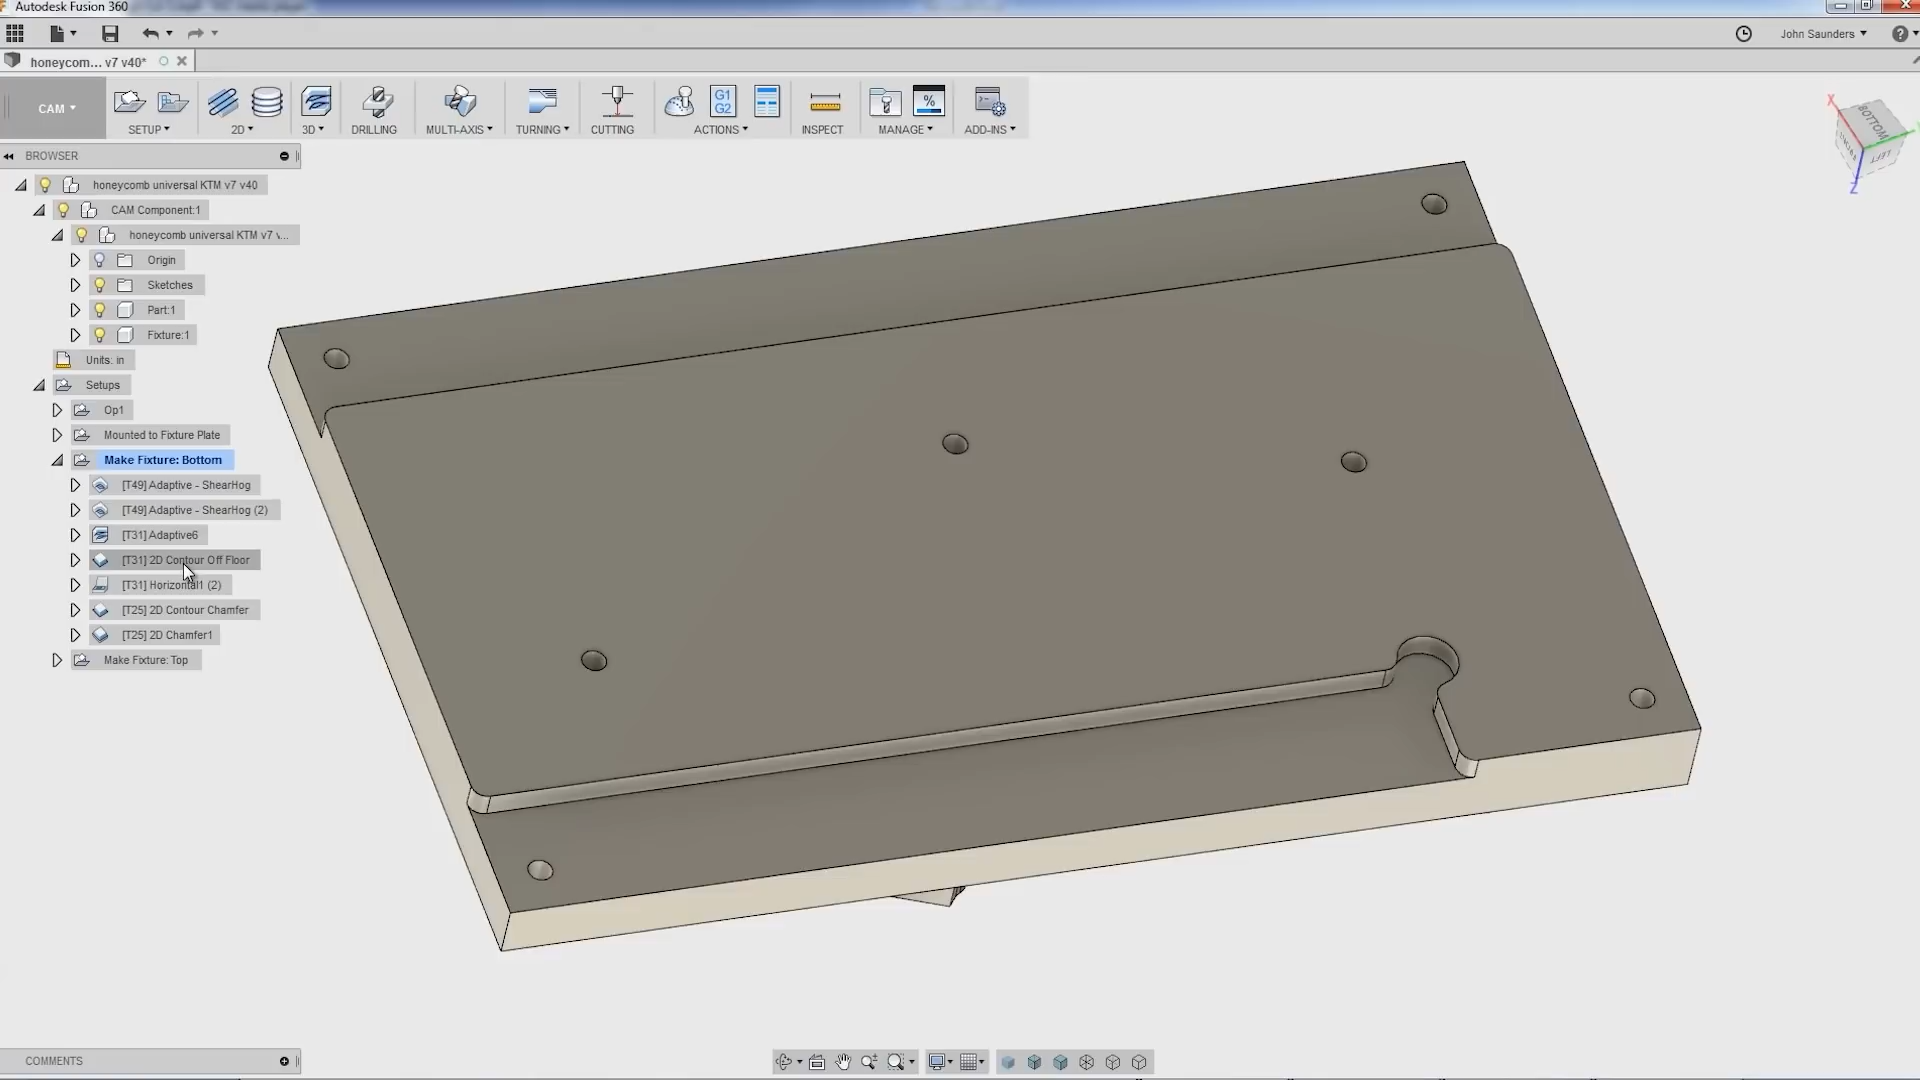 Autodesk Fusion 360
John Saunders
honeycom... v7 v40*
CAM
SETUP
2D
3D
DRILLING
MULTI-AXIS
TURNING
CUTTING
G1
G2
ACTIONS
INSPECT
%
MANAGE
ADD-INS
BOTTOM
LEFT
X
Z
BROWSER
honeycomb universal KTM v7 v40
CAM Component:1
honeycomb universal KTM v7 v...
Origin
Sketches
Part:1
Fixture:1
Units: in
Setups
Op1
Mounted to Fixture Plate
Make Fixture: Bottom
[T49] Adaptive - ShearHog
[T49] Adaptive - ShearHog (2)
[T31] Adaptive6
[T31] 2D Contour Off Floor
[T31] Horizontal1 (2)
[T25] 2D Contour Chamfer
[T25] 2D Chamfer1
Make Fixture: Top
COMMENTS